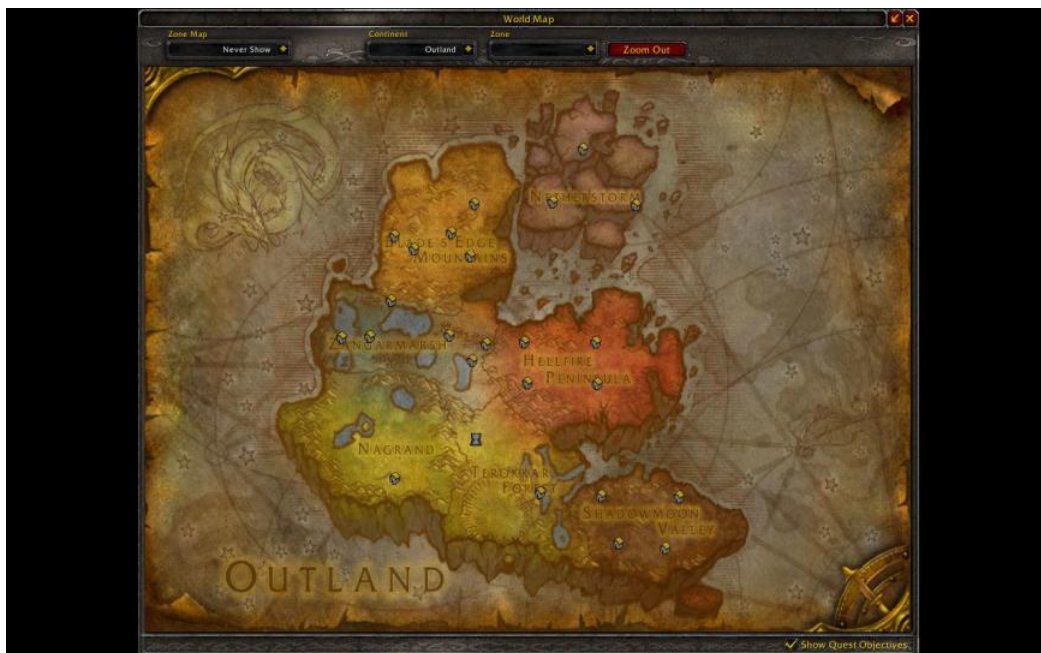 World Map
Zone Map
Continent
Zone
Never Show
Outland
Zoom Out
NETHERSTORM
BLADE'S EDGE
MOUNTAINS
ZANGARMARSH
HELLFIRE
PENINSULA
NAGRAND
TEROKKAR
FOREST
SHADOWMOON
VALLEY
OUTLAND
Show Quest Objectives